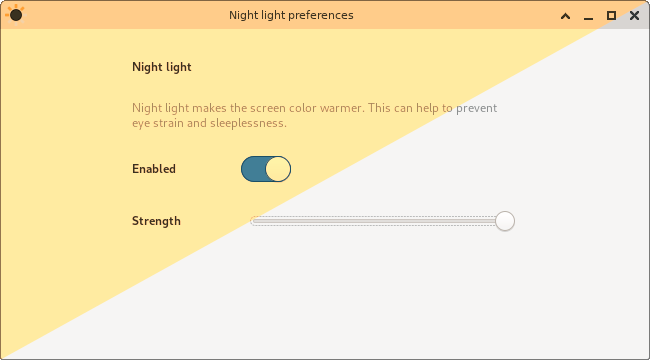 Night light preferences
Night light
Night light makes the screen color warmer. This can help to prevent
eye strain and sleeplessness.
Enabled
Strength